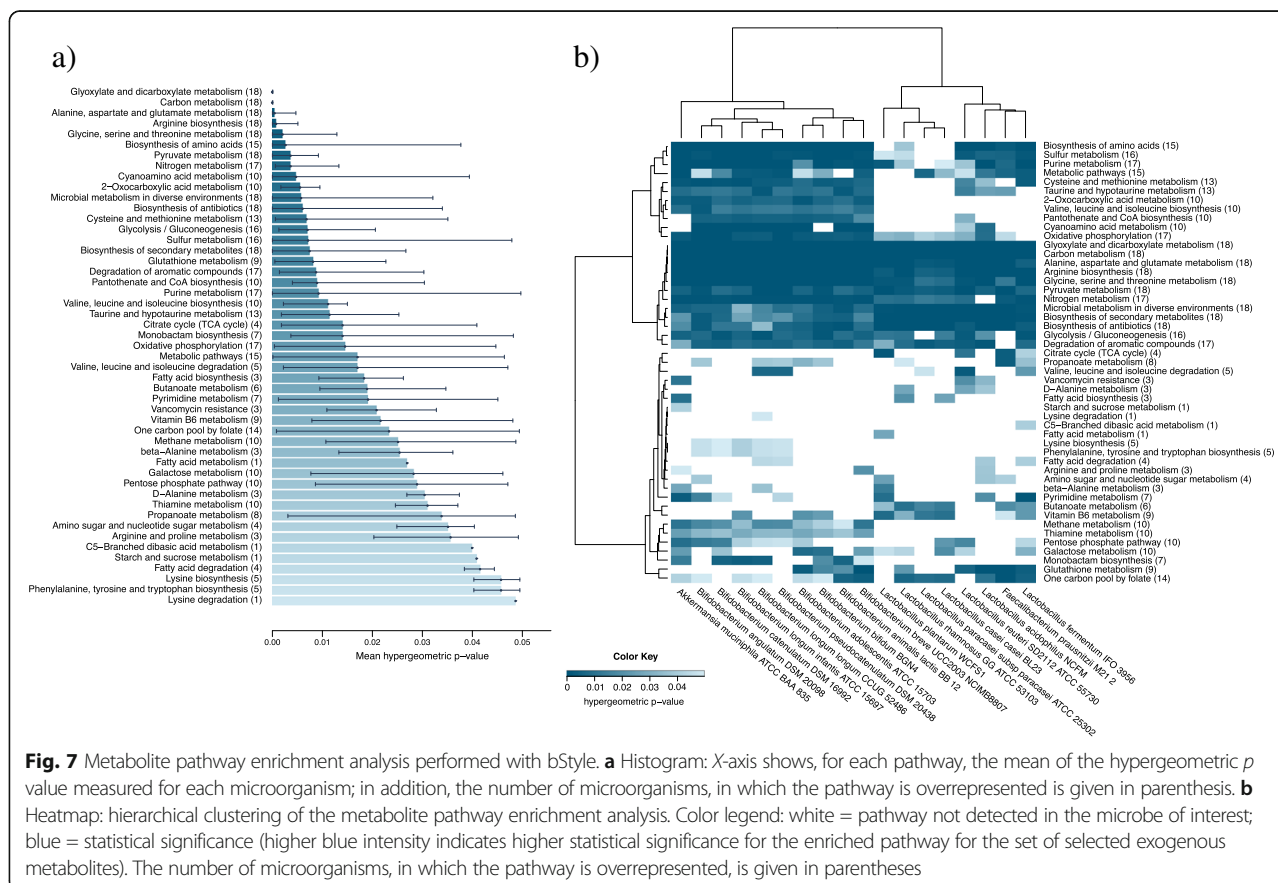 a)
Glyoxylate and dicarboxylate metabolism (18)
Carbon metabolism (18)
Alanine, aspartate and glutamate metabolism (18)
Arginine biosynthesis (18)
Glycine, serine and threonine metabolism (18)
Biosynthesis of amino acids (15)
Pyruvate metabolism (18)
Nitrogen metabolism (17)
Cyanoamino acid metabolism (10)
2−Oxocarboxylic acid metabolism (10)
Microbial metabolism in diverse environments (18)
Biosynthesis of antibiotics (18)
Cysteine and methionine metabolism (13)
Glycolysis / Gluconeogenesis (16)
Sulfur metabolism (16)
Biosynthesis of secondary metabolites (18)
Glutathione metabolism (9)
Degradation of aromatic compounds (17)
Pantothenate and CoA biosynthesis (10)
Purine metabolism (17)
Valine, leucine and isoleucine biosynthesis (10)
Taurine and hypotaurine metabolism (13)
Citrate cycle (TCA cycle) (4)
Monobactam biosynthesis (7)
Oxidative phosphorylation (17)
Metabolic pathways (15)
Valine, leucine and isoleucine degradation (5)
Fatty acid biosynthesis (3)
Butanoate metabolism (6)
Pyrimidine metabolism (7)
Vancomycin resistance (3)
Vitamin B6 metabolism (9)
One carbon pool by folate (14)
Methane metabolism (10)
beta−Alanine metabolism (3)
Fatty acid metabolism (1)
Galactose metabolism (10)
Pentose phosphate pathway (10)
D−Alanine metabolism (3)
Thiamine metabolism (10)
Propanoate metabolism (8)
Amino sugar and nucleotide sugar metabolism (4)
Arginine and proline metabolism (3)
C5−Branched dibasic acid metabolism (1)
Starch and sucrose metabolism (1)
Fatty acid degradation (4)
Lysine biosynthesis (5)
Phenylalanine, tyrosine and tryptophan biosynthesis (5)
Lysine degradation (1)
0.00 0.01 0.02 0.03 0.04 0.05
Mean hypergeometric p−value
b)
Biosynthesis of amino acids (15)
Sulfur metabolism (16)
Purine metabolism (17)
Metabolic pathways (15)
Cysteine and methionine metabolism (13)
Taurine and hypotaurine metabolism (13)
2−Oxocarboxylic acid metabolism (10)
Valine, leucine and isoleucine biosynthesis (10)
Pantothenate and CoA biosynthesis (10)
Cyanoamino acid metabolism (10)
Oxidative phosphorylation (17)
Glyoxylate and dicarboxylate metabolism (18)
Carbon metabolism (18)
Alanine, aspartate and glutamate metabolism (18)
Arginine biosynthesis (18)
Glycine, serine and threonine metabolism (18)
Pyruvate metabolism (18)
Nitrogen metabolism (17)
Microbial metabolism in diverse environments (18)
Biosynthesis of secondary metabolites (18)
Biosynthesis of antibiotics (18)
Glycolysis / Gluconeogenesis (16)
Degradation of aromatic compounds (17)
Citrate cycle (TCA cycle) (4)
Propanoate metabolism (8)
Valine, leucine and isoleucine degradation (5)
Vancomycin resistance (3)
D−Alanine metabolism (3)
Fatty acid biosynthesis (3)
Starch and sucrose metabolism (1)
Lysine degradation (1)
C5−Branched dibasic acid metabolism (1)
Fatty acid metabolism (1)
Lysine biosynthesis (5)
Phenylalanine, tyrosine and tryptophan biosynthesis (5)
Fatty acid degradation (4)
Arginine and proline metabolism (3)
Amino sugar and nucleotide sugar metabolism (4)
beta−Alanine metabolism (3)
Pyrimidine metabolism (7)
Butanoate metabolism (6)
Vitamin B6 metabolism (9)
Methane metabolism (10)
Thiamine metabolism (10)
Pentose phosphate pathway (10)
Galactose metabolism (10)
Monobactam biosynthesis (7)
Glutathione metabolism (9)
One carbon pool by folate (14)
Akkermansia muciniphila ATCC BAA 835
Bifidobacterium angulatum DSM 20098
Bifidobacterium catenulatum DSM 16992
Bifidobacterium longum infantis ATCC 15697
Bifidobacterium longum longum CCUG 52486
Bifidobacterium pseudocatenulatum DSM 20438
Bifidobacterium adolescentis ATCC 15703
Bifidobacterium bifidum BGN4
Bifidobacterium breve UCC2003 NCIMB8807
Bifidobacterium animalis lactis BB 12
Lactobacillus plantarum WCFS1
Lactobacillus rhamnosus GG ATCC 53103
Lactobacillus paracasei subsp paracasei ATCC 25302
Lactobacillus casei casei BL23
Lactobacillus reuteri SD2112 ATCC 55730
Lactobacillus acidophilus NCFM
Faecalibacterium prausnitzii M21 2
Lactobacillus fermentum IFO 3956
Color Key
0 0.01 0.02 0.03 0.04
hypergeometric p−value
Fig. 7 Metabolite pathway enrichment analysis performed with bStyle. a Histogram: X-axis shows, for each pathway, the mean of the hypergeometric p
value measured for each microorganism; in addition, the number of microorganisms, in which the pathway is overrepresented is given in parenthesis. b
Heatmap: hierarchical clustering of the metabolite pathway enrichment analysis. Color legend: white = pathway not detected in the microbe of interest;
blue = statistical significance (higher blue intensity indicates higher statistical significance for the enriched pathway for the set of selected exogenous
metabolites). The number of microorganisms, in which the pathway is overrepresented, is given in parentheses